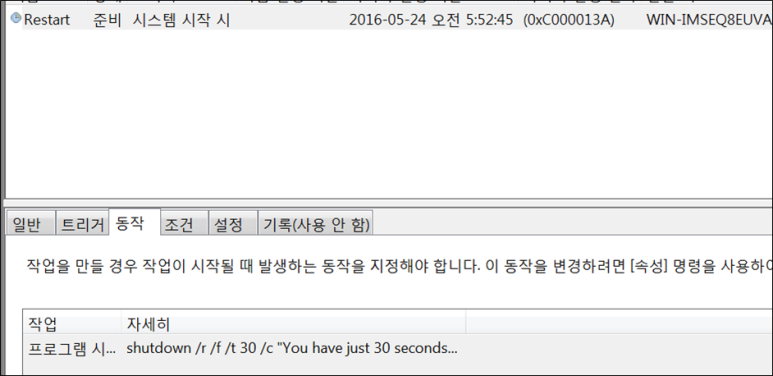 Restart 준비 시스템 시작 시 2016-05-24 오전 5:52:45 (0xC000013A) WIN-IMSEQ8EUVA
일반 트리거 동작 조건 설정 기록(사용 안 함)
작업을 만들 경우 작업이 시작될 때 발생하는 동작을 지정해야 합니다. 이 동작을 변경하려면 [속성] 명령을 사용하여
작업 자세히
프로그램 시... shutdown /r /f /t 30 /c "You have just 30 seconds...